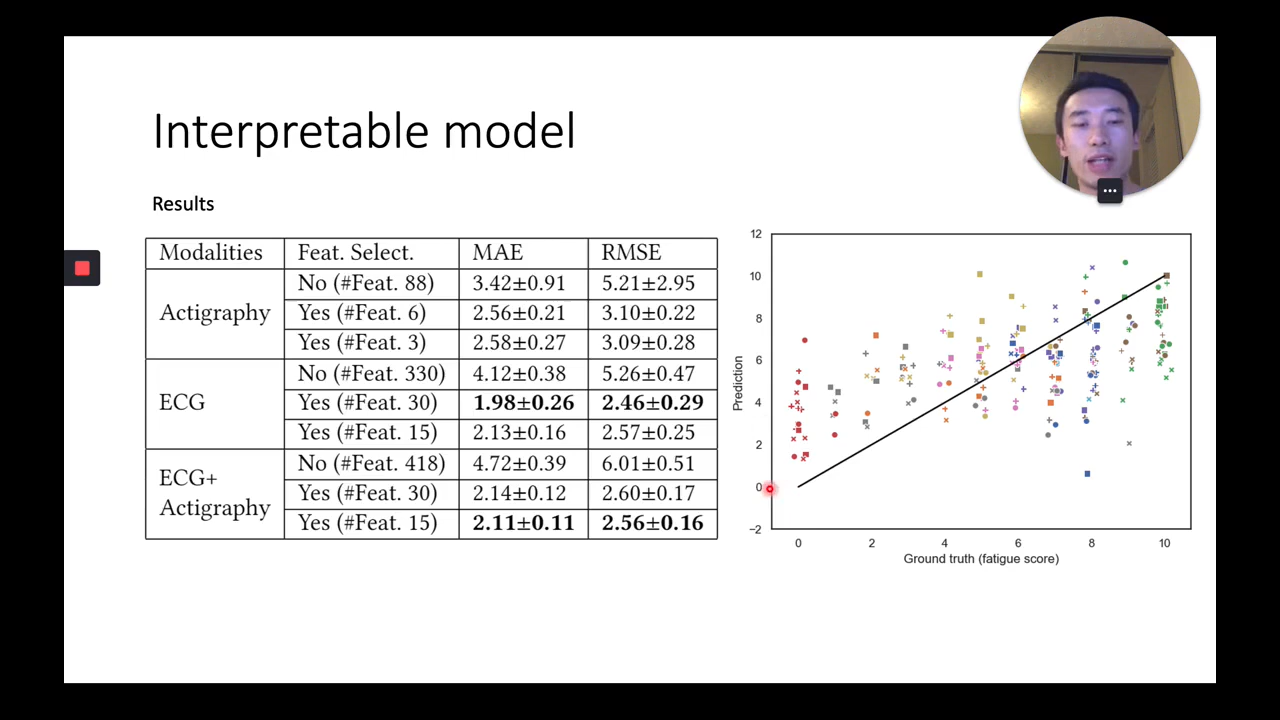 Interpretable model
Results
Modalities Feat. Select. MAE RMSE
Actigraphy
No (#Feat. 88) 3.42±0.91 5.21±2.95
Yes (#Feat. 6) 2.56±0.21 3.10±0.22
Yes (#Feat. 3) 2.58±0.27 3.09±0.28
ECG
No (#Feat. 330) 4.12±0.38 5.26±0.47
Yes (#Feat. 30) 1.98±0.26 2.46±0.29
Yes (#Feat. 15) 2.13±0.16 2.57±0.25
ECG+
Actigraphy
No (#Feat. 418) 4.72±0.39 6.01±0.51
Yes (#Feat. 30) 2.14±0.12 2.60±0.17
Yes (#Feat. 15) 2.11±0.11 2.56±0.16
12
10
8
6
4
2
0
−2
Prediction
0 2 4 6 8 10
Ground truth (fatigue score)